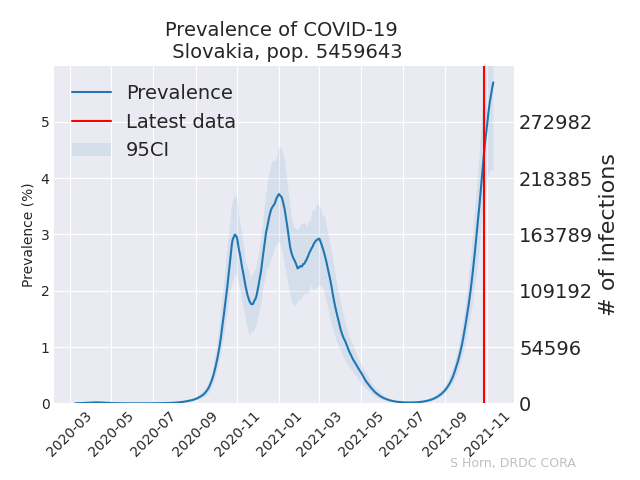 Prevalence of COVID-19
Slovakia, pop. 5459643
Prevalence
Latest data
95CI
Prevalence (%)
5
4
3
2
1
0
272982
218385
163789
109192
54596
0
# of infections
2020-03
2020-05
2020-07
2020-09
2020-11
2021-01
2021-03
2021-05
2021-07
2021-09
2021-11
S Horn, DRDC CORA